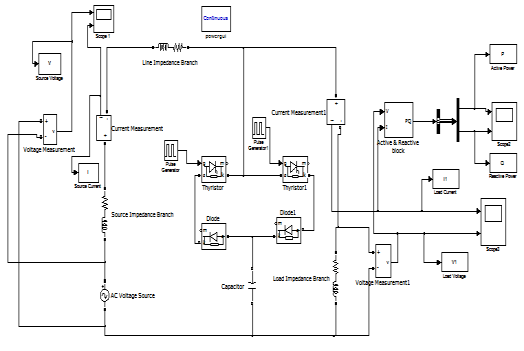 Continuous
powergui
Scope 1
V
Source Voltage
Line Impedance Branch
P
Active Power
Current Measurement1
V
I
PQ
Active & Reactive
block
Scope2
Q
Reactive Power
v
Voltage Measurement
Current Measurement
I
Source Current
Pulse
Generator
Pulse
Generator1
Thyristor
Thyristor1
I1
Load Current
Source Impedance Branch
Diode
Diode1
Scope3
Capacitor
Load Impedance Branch
v
Voltage Measurement1
V1
Load Voltage
AC Voltage Source